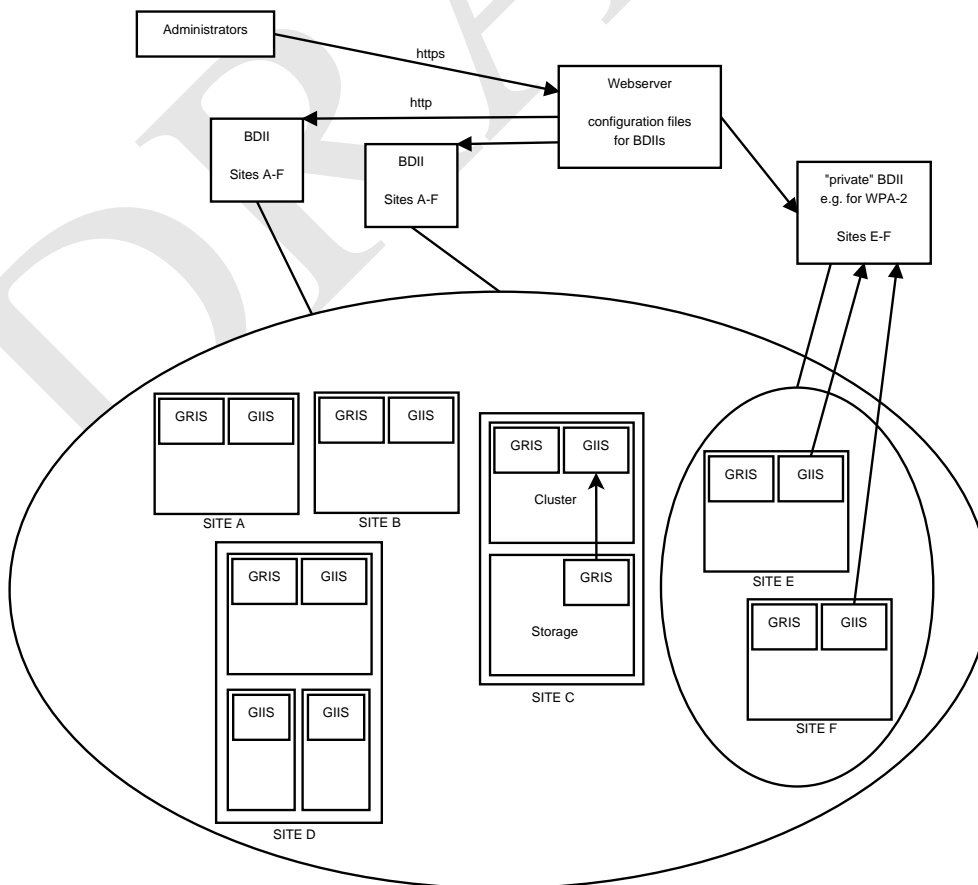 Administrators
https
Webserver
configuration files
for BDIIs
http
BDII
Sites A-F
BDII
Sites A-F
"private" BDII
e.g. for WPA-2
Sites E-F
GRIS GIIS
SITE A
GRIS GIIS
SITE B
GRIS GIIS
Cluster
GRIS
Storage
SITE C
GRIS GIIS
GIIS GIIS
SITE D
GRIS GIIS
SITE E
GRIS GIIS
SITE F
DRA